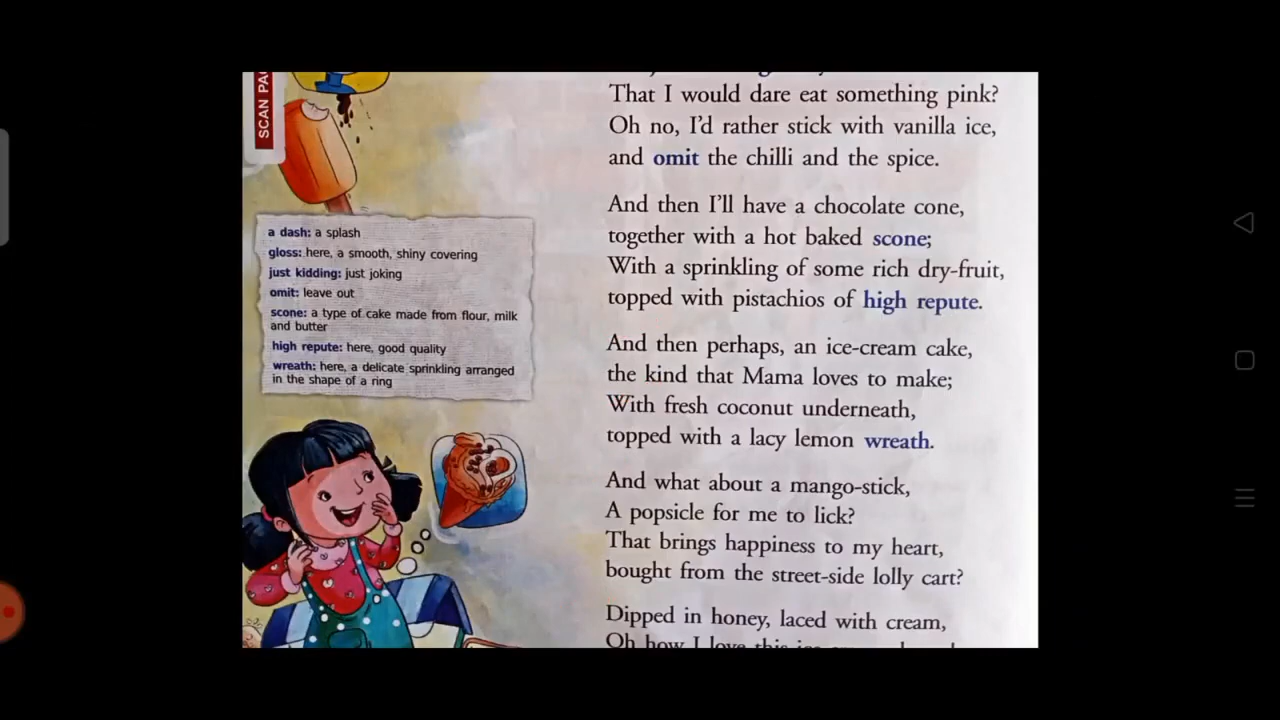 SCAN PAG
That I would dare eat something pink?
Oh no, I'd rather stick with vanilla ice,
and omit the chilli and the spice.
And then I'll have a chocolate cone,
together with a hot baked scone;
With a sprinkling of some rich dry-fruit,
topped with pistachios of high repute.
And then perhaps, an ice-cream cake,
the kind that Mama loves to make;
With fresh coconut underneath,
topped with a lacy lemon wreath.
And what about a mango-stick,
A popsicle for me to lick?
That brings happiness to my heart,
bought from the street-side lolly cart?
Dipped in honey, laced with cream,
Oh how I love this
a dash: a splash
gloss: here, a smooth, shiny covering
just kidding: just joking
omit: leave out
scone: a type of cake made from flour, milk
and butter
high repute: here, good quality
wreath: here, a delicate sprinkling arranged
in the shape of a ring